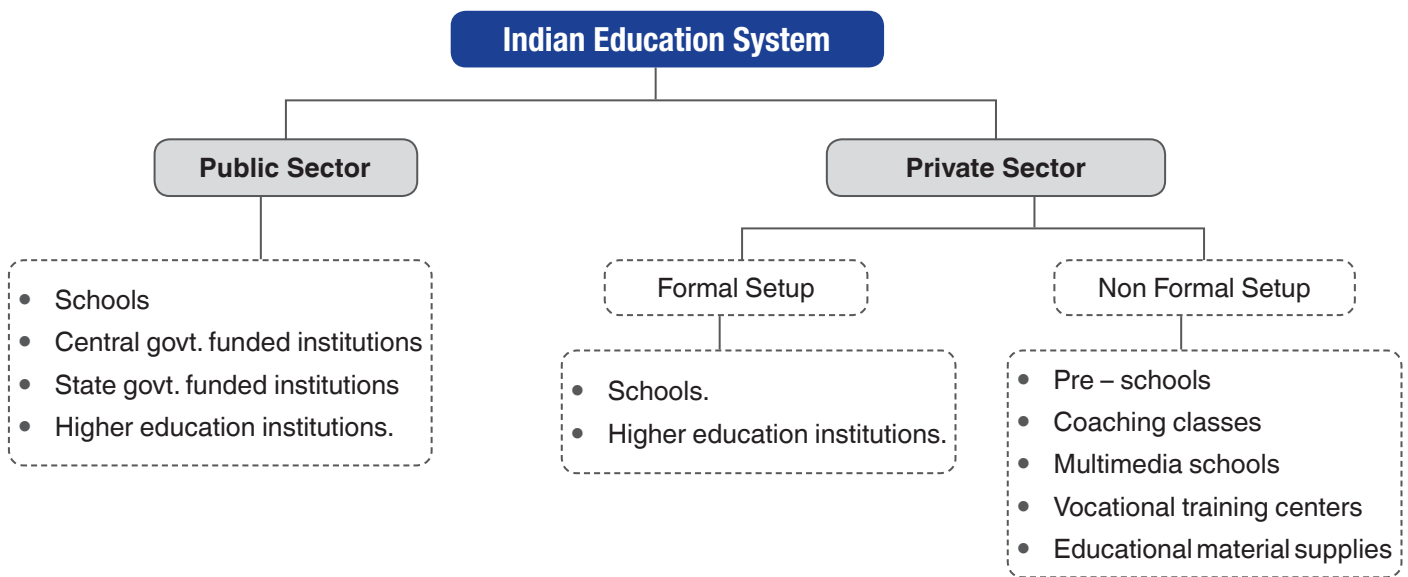 Indian Education System
Public Sector
Private Sector
• Schools
• Central govt. funded institutions
• State govt. funded institutions
• Higher education institutions.
Formal Setup
• Schools.
• Higher education institutions.
Non Formal Setup
• Pre – schools
• Coaching classes
• Multimedia schools
• Vocational training centers
• Educational material supplies